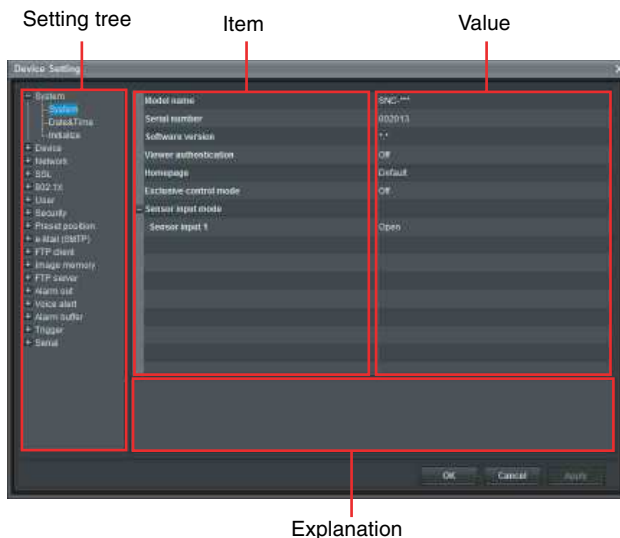 Setting tree
Item
Value
Device Setting
System
System
Date&Time
Initialize
Device
Network
SSL
802.1X
User
Security
Preset position
e-Mail (SMTP)
FTP client
Image memory
FTP server
Alarm out
Voice alert
Alarm buffer
Trigger
Serial
Model name SNC-***
Serial number 002013
Software version *.*
Viewer authentication Off
Homepage Default
Exclusive control mode Off
Sensor input mode
Sensor input 1 Open
OK Cancel Apply
Explanation